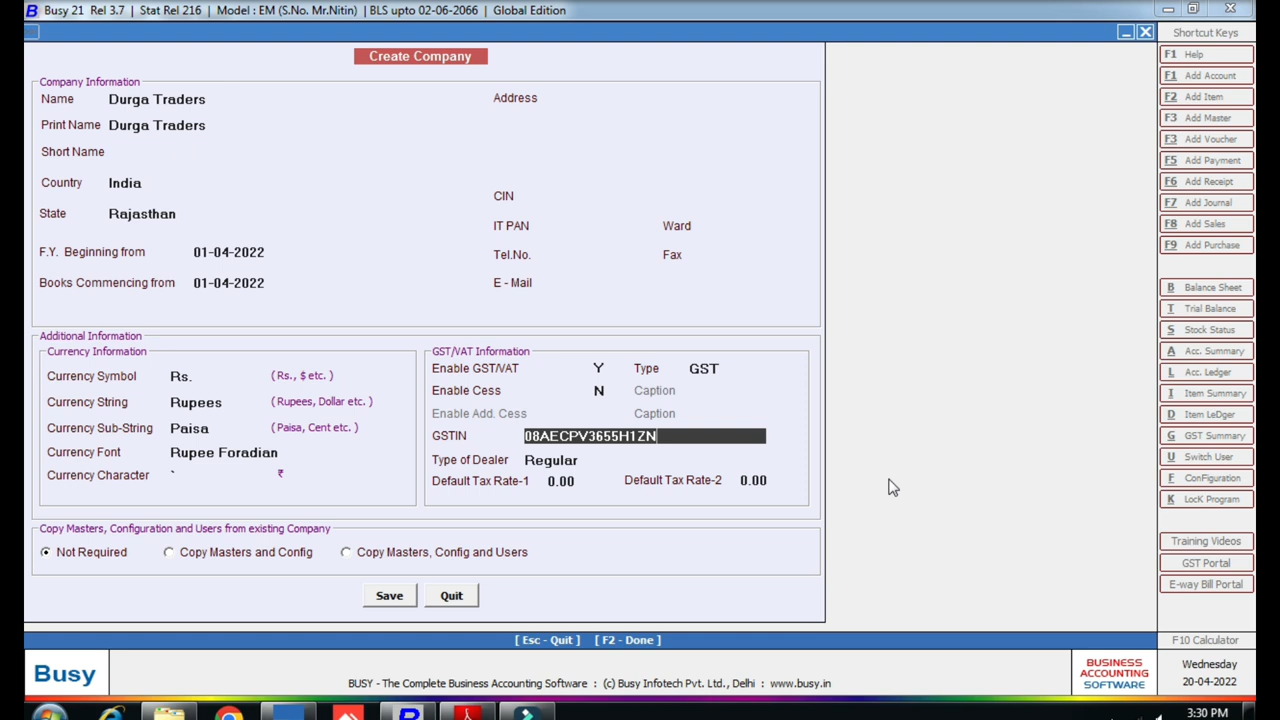 Busy 21 Rel 3.7 | Stat Rel 216 | Model : EM (S.No. Mr.Nitin) | BLS upto 02-06-2066 | Global Edition
Create Company
Company Information
Name Durga Traders
Print Name Durga Traders
Short Name
Country India
State Rajasthan
F.Y. Beginning from 01-04-2022
Books Commencing from 01-04-2022
Address
CIN
IT PAN Ward
Tel.No. Fax
E - Mail
Additional Information
Currency Information
Currency Symbol Rs. ( Rs., $ etc. )
Currency String Rupees ( Rupees, Dollar etc. )
Currency Sub-String Paisa ( Paisa, Cent etc. )
Currency Font Rupee Foradian
Currency Character ` ₹
GST/VAT Information
Enable GST/VAT Y Type GST
Enable Cess N Caption
Enable Add. Cess Caption
GSTIN 08AECPV3655H1ZN
Type of Dealer Regular
Default Tax Rate-1 0.00 Default Tax Rate-2 0.00
Copy Masters, Configuration and Users from existing Company
Not Required Copy Masters and Config Copy Masters, Config and Users
Save Quit
[ Esc - Quit ] [ F2 - Done ]
Shortcut Keys
F1 Help
F1 Add Account
F2 Add Item
F3 Add Master
F3 Add Voucher
F5 Add Payment
F6 Add Receipt
F7 Add Journal
F8 Add Sales
F9 Add Purchase
B Balance Sheet
T Trial Balance
S Stock Status
A Acc. Summary
L Acc. Ledger
I Item Summary
D Item LeDger
G GST Summary
U Switch User
F ConFiguration
K LocK Program
Training Videos
GST Portal
E-way Bill Portal
F10 Calculator
Busy
BUSY - The Complete Business Accounting Software : (c) Busy Infotech Pvt. Ltd., Delhi : www.busy.in
BUSINESS
ACCOUNTING
SOFTWARE
Wednesday
20-04-2022
3:30 PM